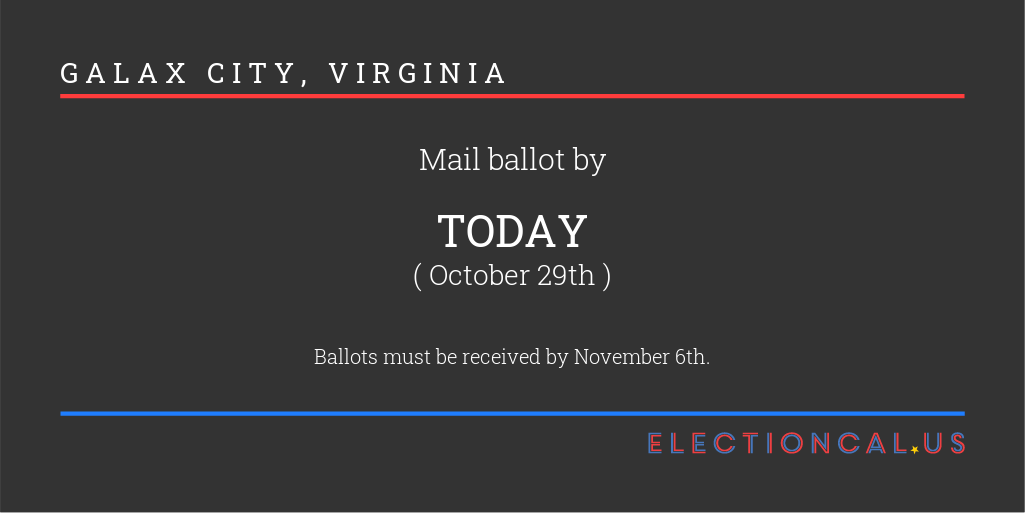 GALAX CITY, VIRGINIA
Mail ballot by
TODAY
( October 29th )
Ballots must be received by November 6th.
ELECTIONCAL.US